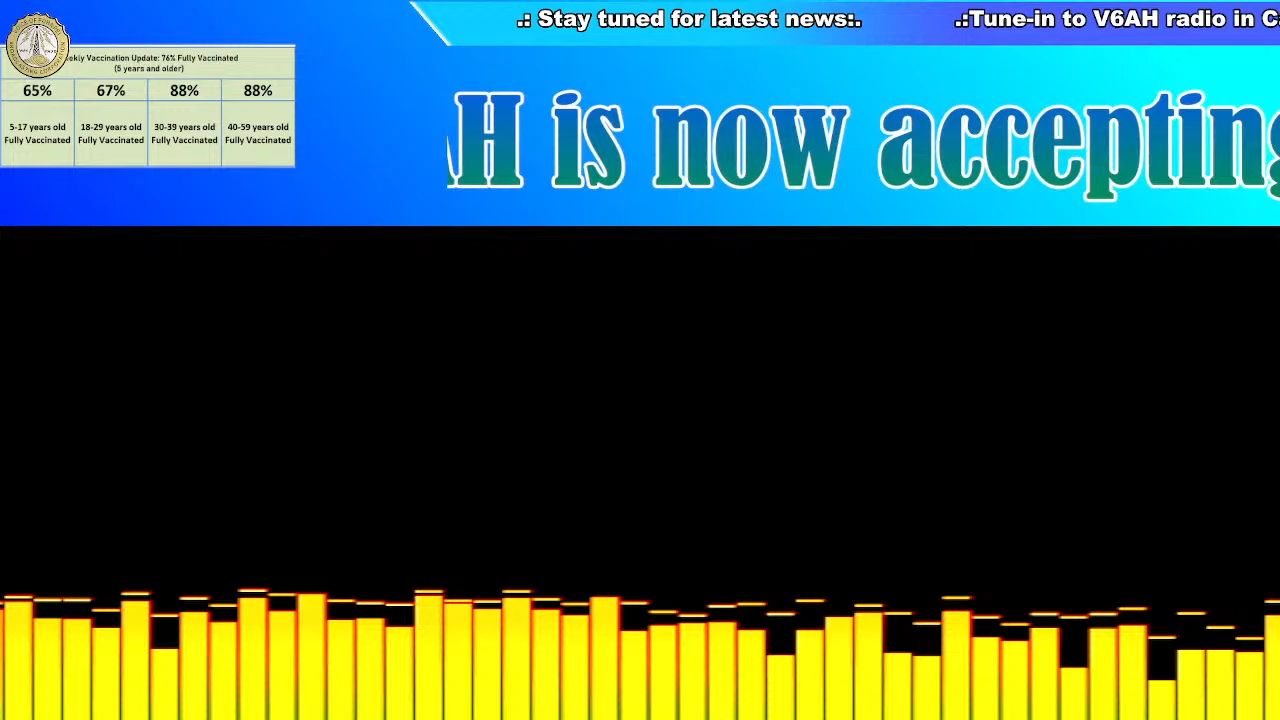 .: Stay tuned for latest news:.
.:Tune-in to V6AH radio in
Vaccination Update: 76% Fully Vaccinated
(5 years and older)
65% 67% 88% 88%
5-17 years old 18-29 years old 30-39 years old 40-59 years old
Fully Vaccinated Fully Vaccinated Fully Vaccinated Fully Vaccinated
H is now accepting